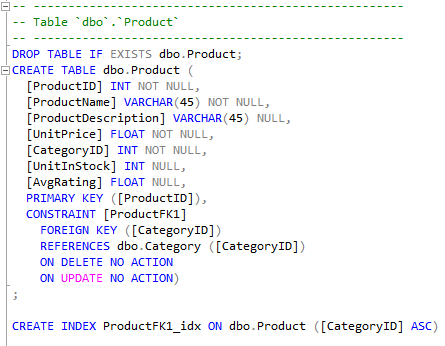 -- -----------------------------------------------------
-- Table `dbo`.`Product`
-- -----------------------------------------------------
DROP TABLE IF EXISTS dbo.Product;
CREATE TABLE dbo.Product (
  [ProductID] INT NOT NULL,
  [ProductName] VARCHAR(45) NOT NULL,
  [ProductDescription] VARCHAR(45) NULL,
  [UnitPrice] FLOAT NOT NULL,
  [CategoryID] INT NOT NULL,
  [UnitInStock] INT NULL,
  [AvgRating] FLOAT NULL,
  PRIMARY KEY ([ProductID]),
  CONSTRAINT [ProductFK1]
    FOREIGN KEY ([CategoryID])
    REFERENCES dbo.Category ([CategoryID])
    ON DELETE NO ACTION
    ON UPDATE NO ACTION)
;
CREATE INDEX ProductFK1_idx ON dbo.Product ([CategoryID] ASC)